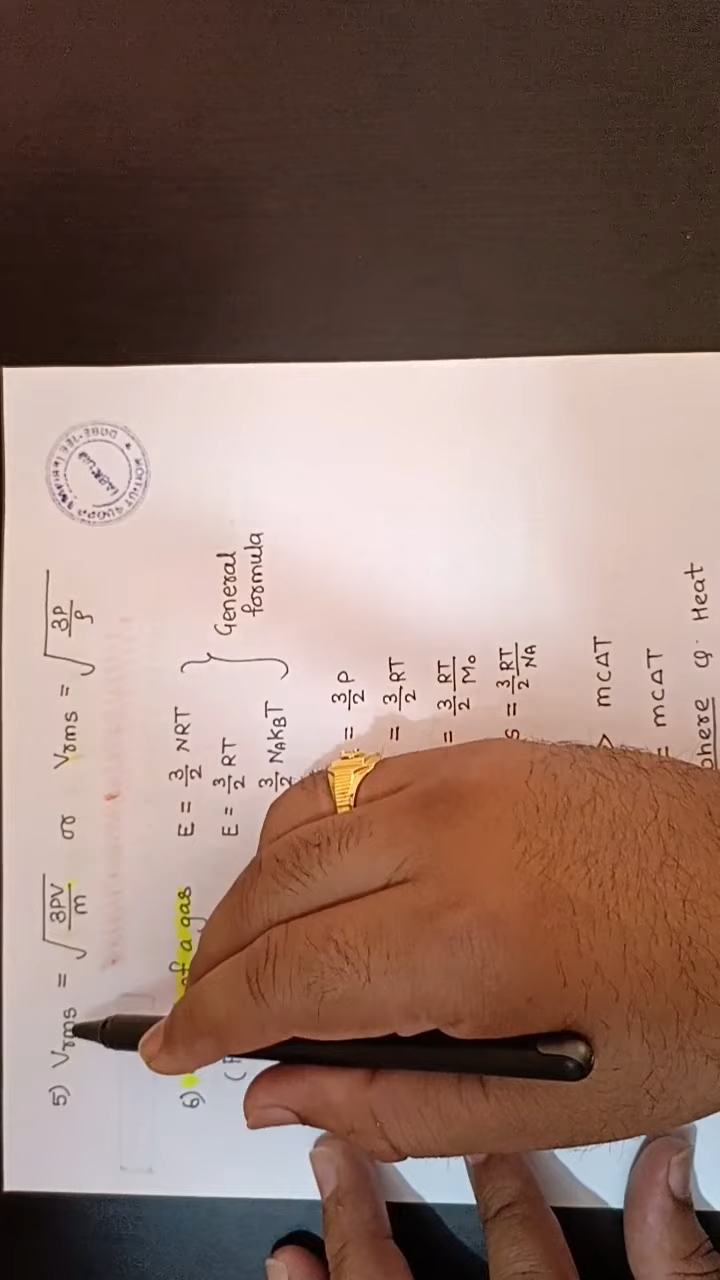 5) Vrms = √(3PV/m) or Vrms = √(3P/ρ)
6) of a gas E = 3/2 NRT
E = 3/2 RT
3/2 NAKBT
General formula
= 3/2 P
= 3/2 RT
= 3/2 RT/M₀
s = 3/2 RT/NA
mcΔT
= mcΔT
Heat